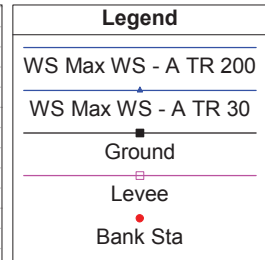 Legend
WS Max WS - A TR 200
WS Max WS - A TR 30
Ground
Levee
Bank Sta